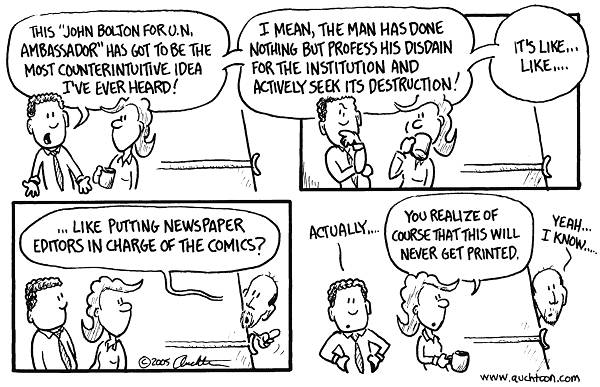 THIS "JOHN BOLTON FOR U.N.
AMBASSADOR" HAS GOT TO BE THE
MOST COUNTERINTUITIVE IDEA
I'VE EVER HEARD!
I MEAN, THE MAN HAS DONE
NOTHING BUT PROFESS HIS DISDAIN
FOR THE INSTITUTION AND
ACTIVELY SEEK ITS DESTRUCTION!
IT'S LIKE...
LIKE....
... LIKE PUTTING NEWSPAPER
EDITORS IN CHARGE OF THE COMICS?
©2005 Auchter
ACTUALLY....
YOU REALIZE OF
COURSE THAT THIS WILL
NEVER GET PRINTED.
YEAH...
I KNOW....
www.auchtoon.com